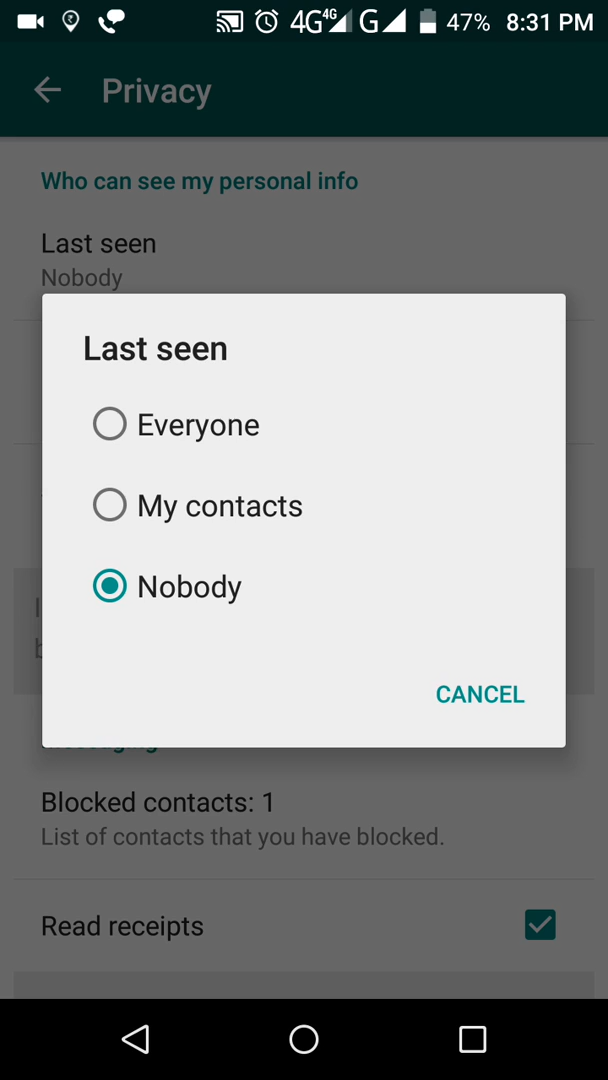 4G 4G G 47% 8:31 PM
Privacy
Who can see my personal info
Last seen
Nobody
Last seen
Everyone
My contacts
Nobody
CANCEL
Blocked contacts: 1
List of contacts that you have blocked.
Read receipts